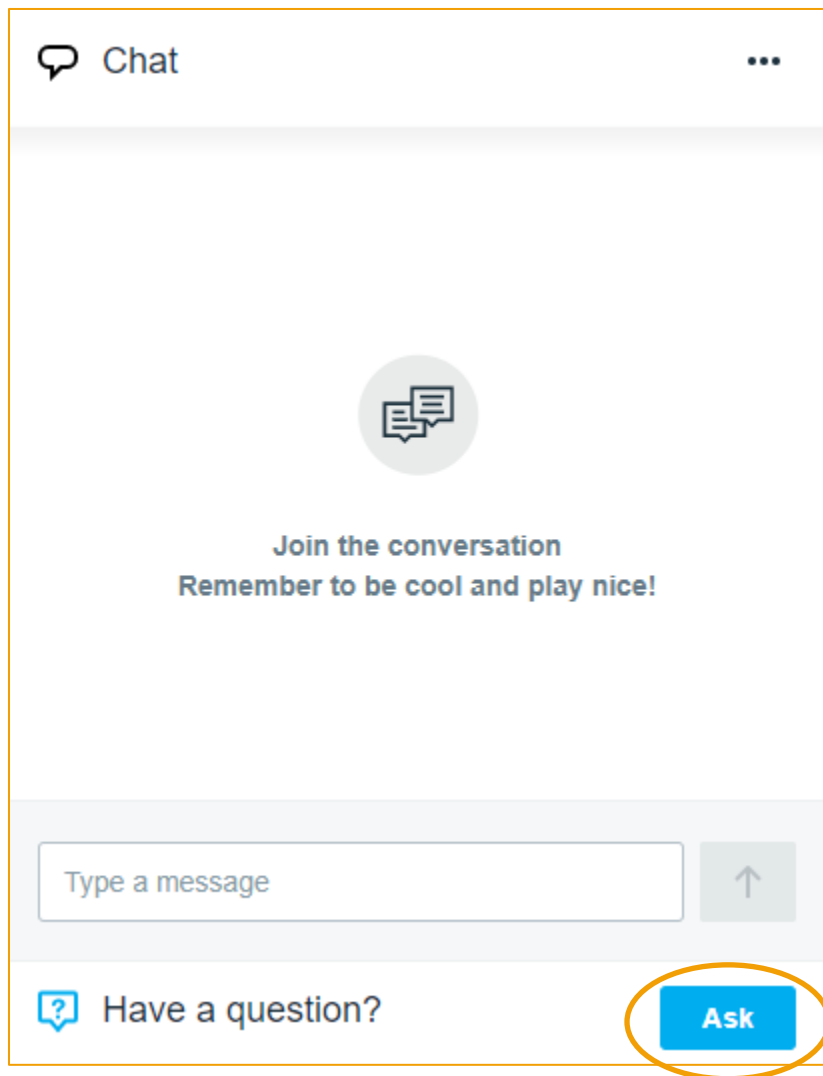 Chat
Join the conversation
Remember to be cool and play nice!
Type a message
Have a question?
Ask